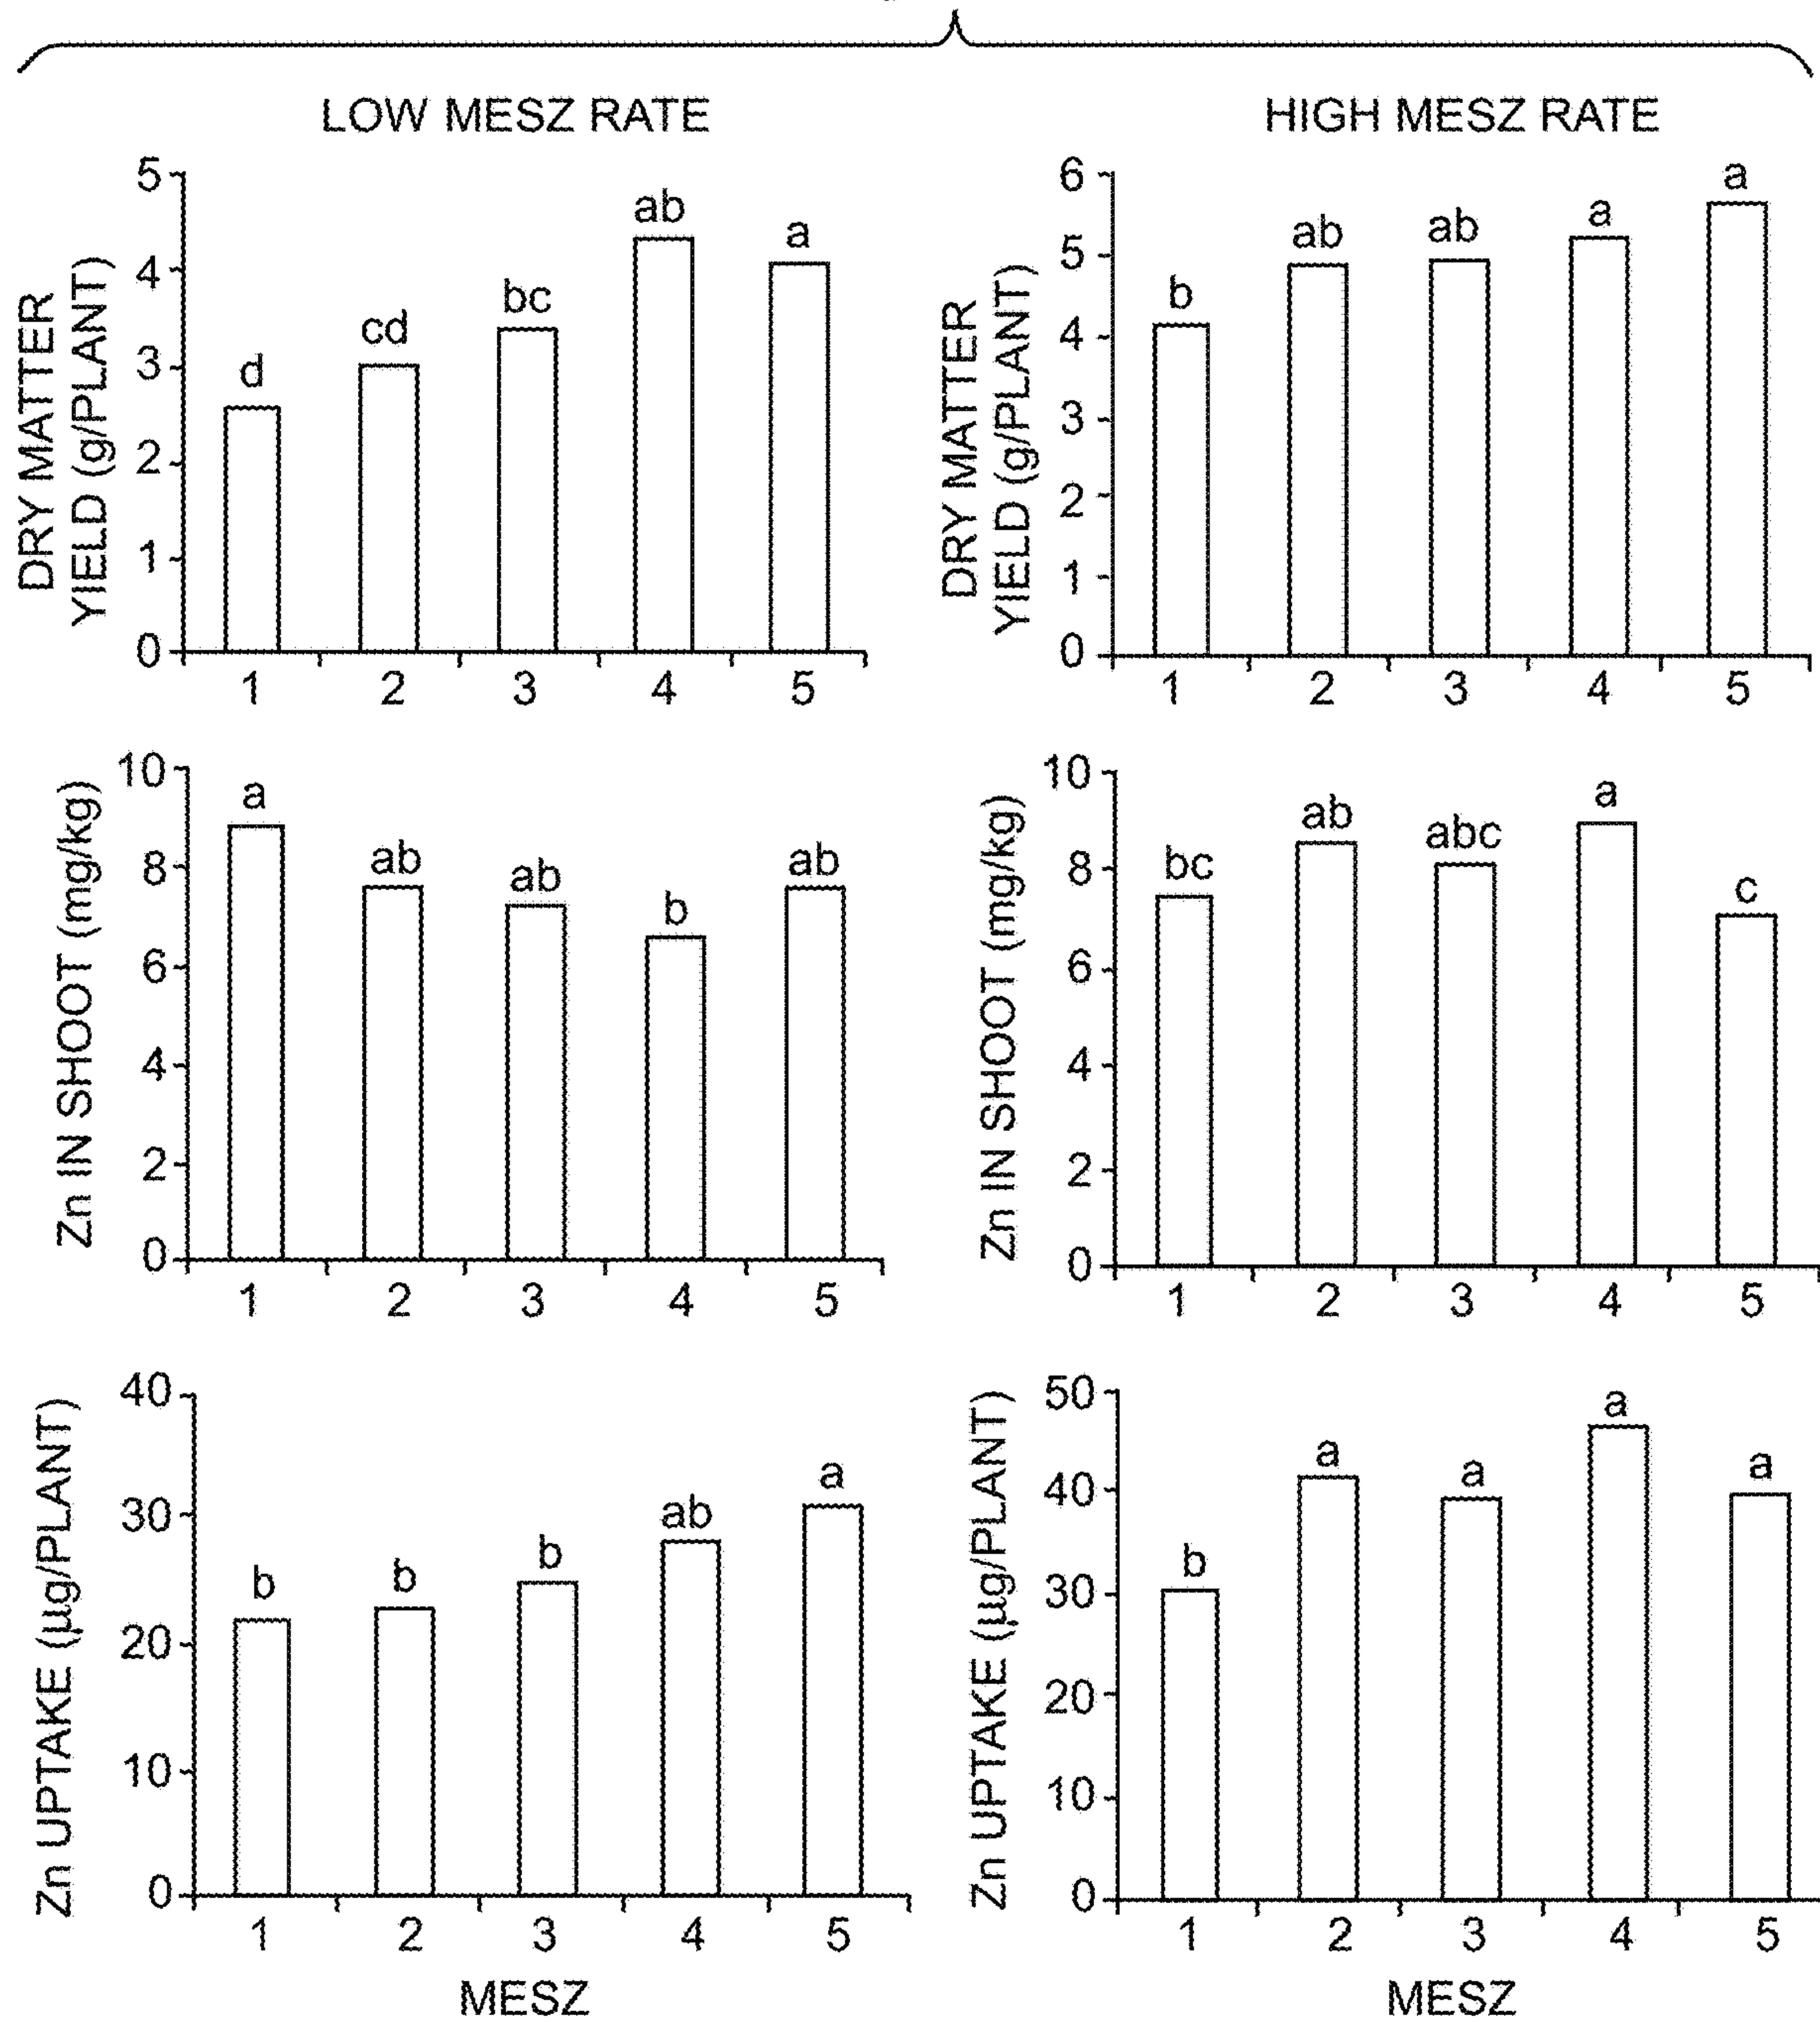 LOW MESZ RATE
DRY MATTER
YIELD (g/PLANT)
5
4
3
2
1
0
d
cd
bc
ab
a
1 2 3 4 5
HIGH MESZ RATE
DRY MATTER
YIELD (g/PLANT)
6
5
4
3
2
1
0
b
ab
ab
a
a
1 2 3 4 5
Zn IN SHOOT (mg/kg)
10
8
6
4
2
0
a
ab
ab
b
ab
1 2 3 4 5
Zn IN SHOOT (mg/kg)
10
8
6
4
2
0
bc
ab
abc
a
c
1 2 3 4 5
Zn UPTAKE (µg/PLANT)
40
30
20
10
0
b
b
b
ab
a
1 2 3 4 5
MESZ
Zn UPTAKE (µg/PLANT)
50
40
30
20
10
0
b
a
a
a
a
1 2 3 4 5
MESZ